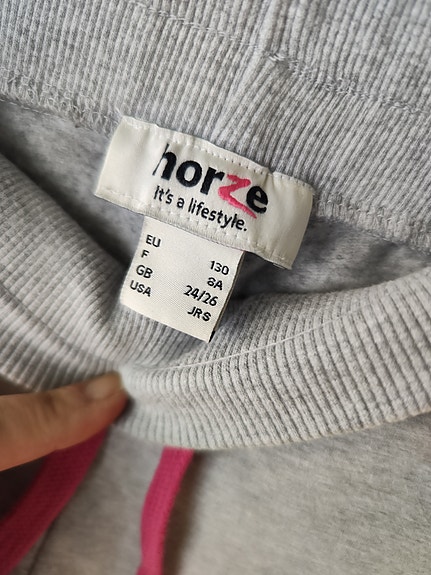 horze
It's a lifestyle.
EU 130
F 8A
GB 24/26
USA JRS